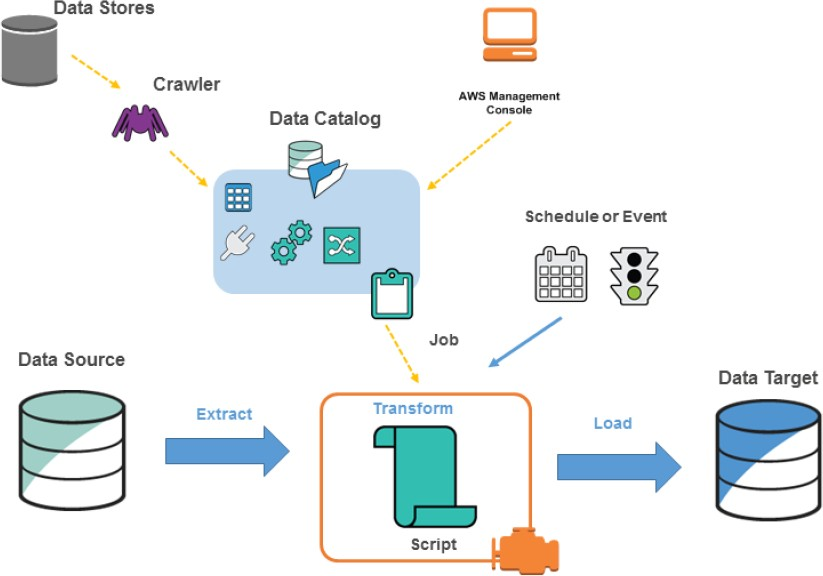 Data Stores
Crawler
AWS Management
Console
Data Catalog
Schedule or Event
Job
Data Source
Data Target
Extract
Transform
Load
Script